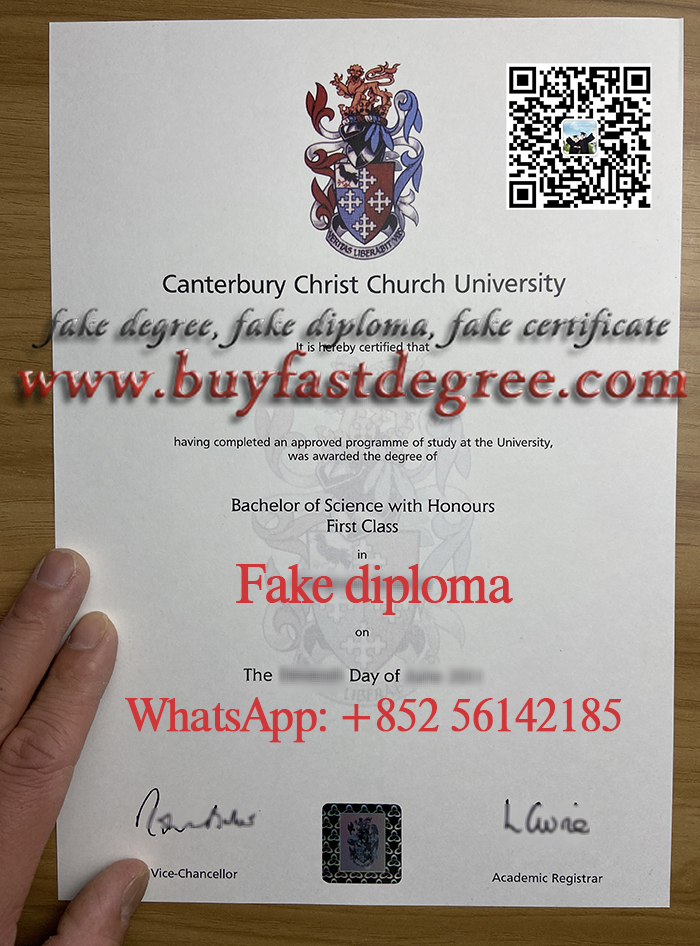 VERITAS LIBERABIT VOS
Canterbury Christ Church University
fake degree, fake diploma, fake certificate
It is hereby certified that
www.buyfastdegree.com
having completed an approved programme of study at the University,
was awarded the degree of
Bachelor of Science with Honours
First Class
in
Fake diploma
on
The Day of
WhatsApp: +852 56142185
Vice-Chancellor
Academic Registrar